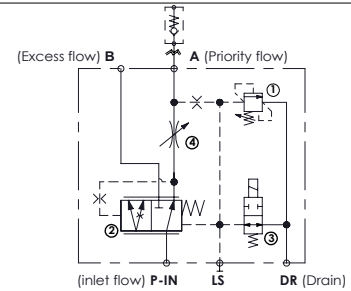 (Excess flow) B A (Priority flow)
①
④
②
③
(inlet flow) P-IN LS DR (Drain)